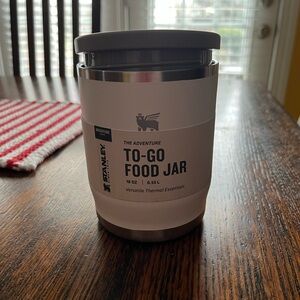 STANLEY
THE ADVENTURE
TO-GO
FOOD JAR
18 OZ | 0.53 L
Versatile Thermal Essentials